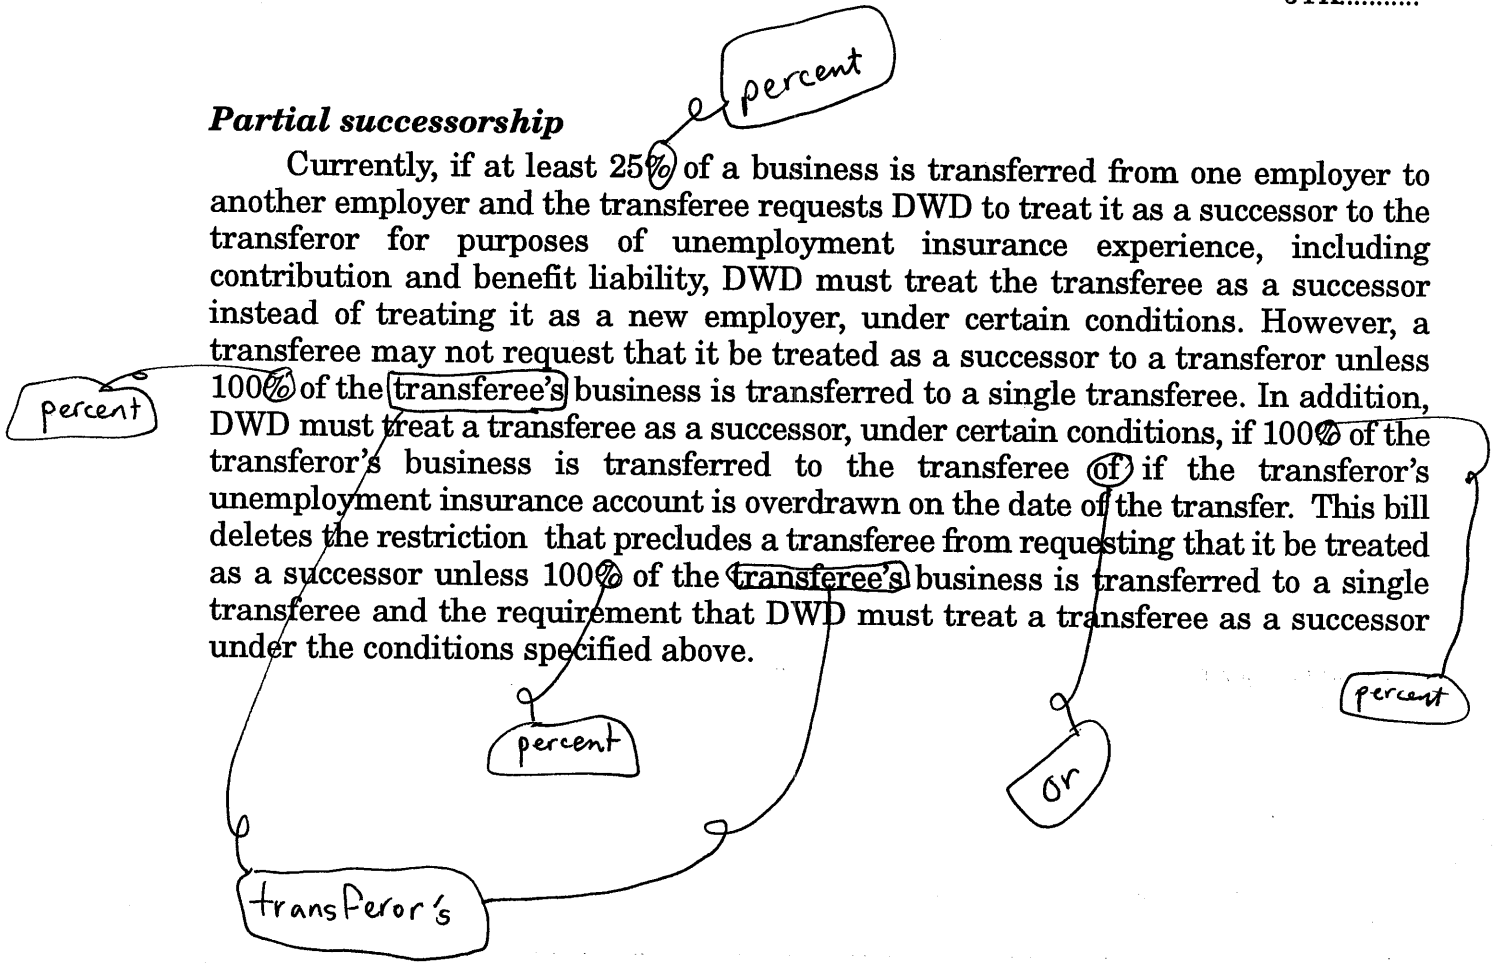 percent
Partial successorship
Currently, if at least 25% of a business is transferred from one employer to
another employer and the transferee requests DWD to treat it as a successor to the
transferor for purposes of unemployment insurance experience, including
contribution and benefit liability, DWD must treat the transferee as a successor
instead of treating it as a new employer, under certain conditions. However, a
transferee may not request that it be treated as a successor to a transferor unless
100% of the transferee's business is transferred to a single transferee. In addition,
percent
DWD must treat a transferee as a successor, under certain conditions, if 100% of the
transferor's business is transferred to the transferee of if the transferor's
unemployment insurance account is overdrawn on the date of the transfer. This bill
deletes the restriction that precludes a transferee from requesting that it be treated
as a successor unless 100% of the transferee's business is transferred to a single
transferee and the requirement that DWD must treat a transferee as a successor
under the conditions specified above.
percent
percent
or
transferor's